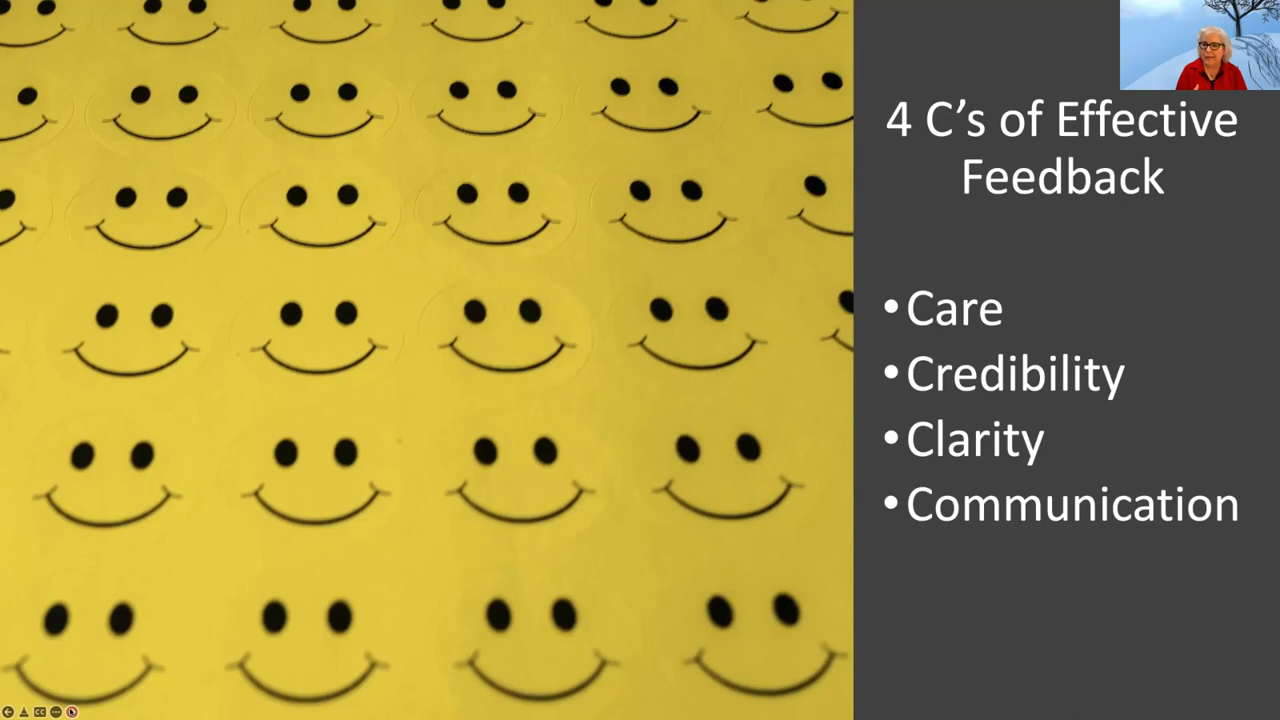 4 C’s of Effective
Feedback
•Care
•Credibility
•Clarity
•Communication